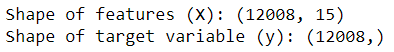 Shape of features (X): (12008, 15)
Shape of target variable (y): (12008,)